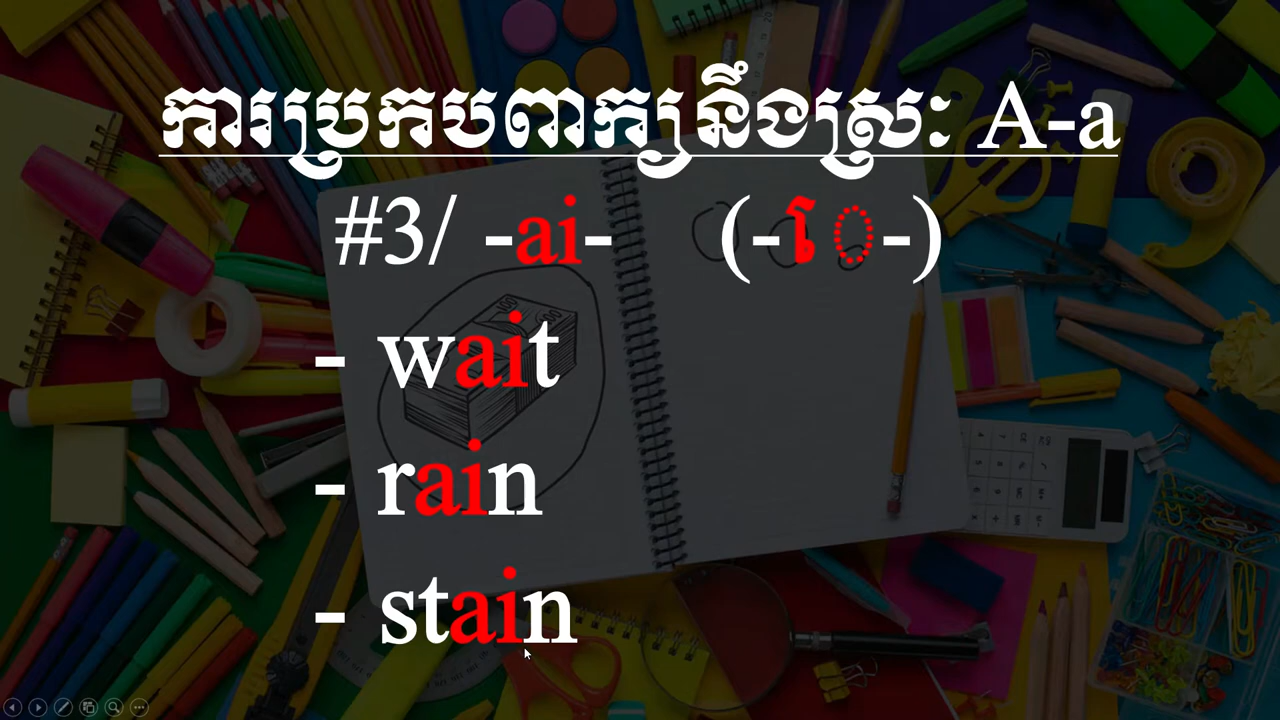 ការប្រកបពាក្យនឹងស្រៈ A-a
#3/ -ai- (-ែ-)
- wait
- rain
- stain